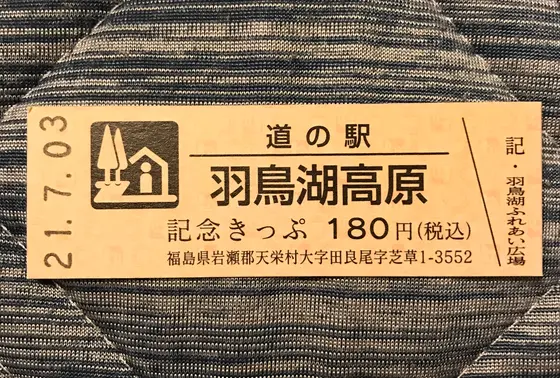 21.7.03
道の駅
羽鳥湖高原
記念きっぷ 180円(税込)
福島県岩瀬郡天栄村大字田良尾字芝草1-3552
記・羽鳥湖ふれあい広場